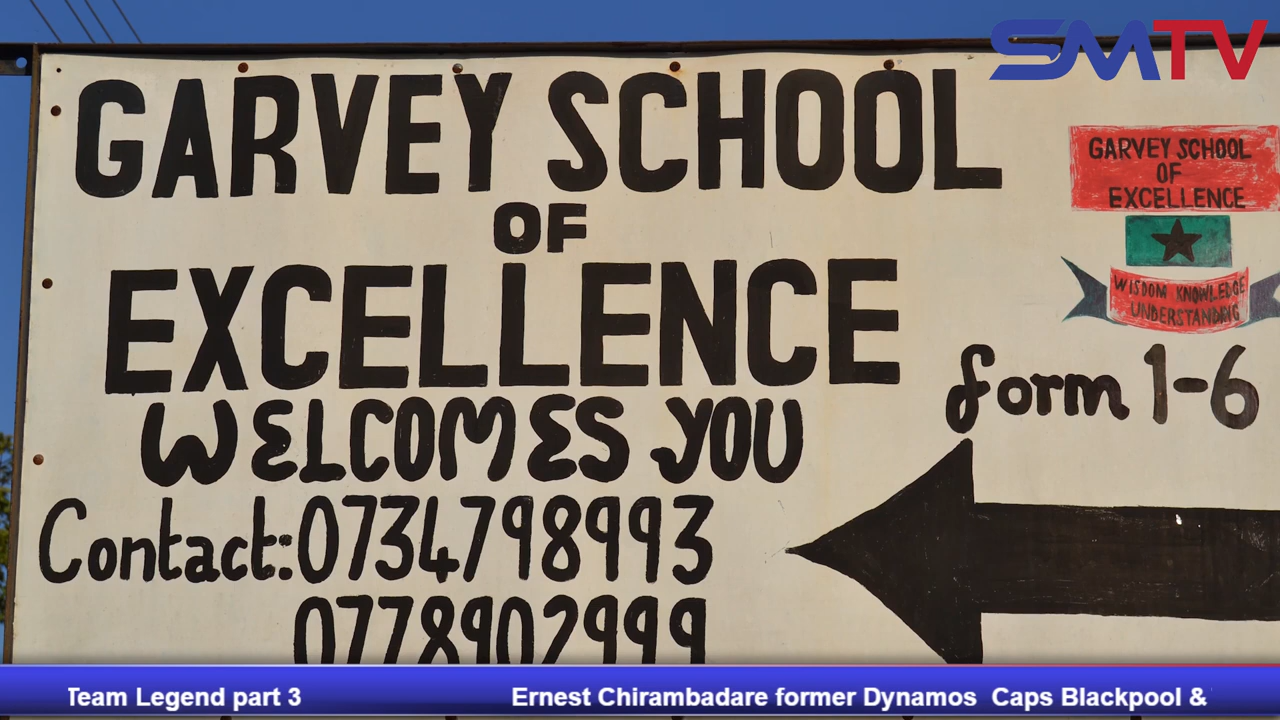 SMTV
GARVEY SCHOOL
OF
EXCELLENCE
WELCOMES YOU
Contact:0734798993
0778902999
GARVEY SCHOOL
OF
EXCELLENCE
WISDOM KNOWLEDGE
UNDERSTANDING
form 1-6
Team Legend part 3 Ernest Chirambadare former Dynamos Caps Blackpool &